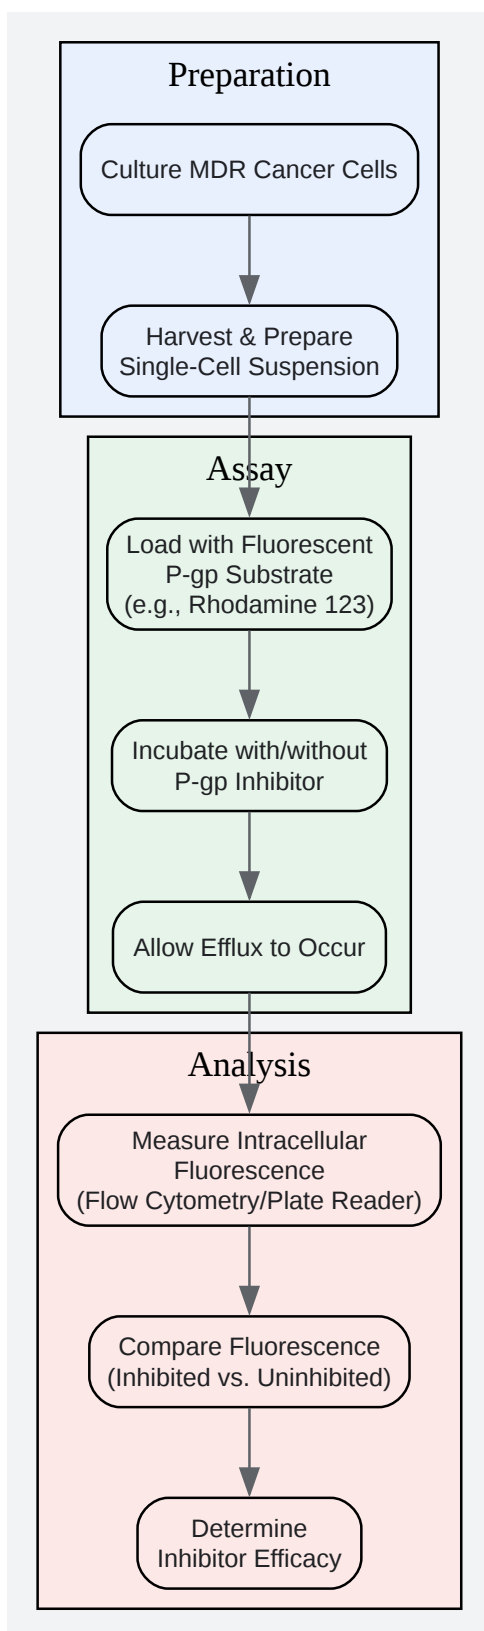 Preparation
Culture MDR Cancer Cells
Harvest & Prepare
Single-Cell Suspension
Assay
Load with Fluorescent
P-gp Substrate
(e.g., Rhodamine 123)
Incubate with/without
P-gp Inhibitor
Allow Efflux to Occur
Analysis
Measure Intracellular
Fluorescence
(Flow Cytometry/Plate Reader)
Compare Fluorescence
(Inhibited vs. Uninhibited)
Determine
Inhibitor Efficacy